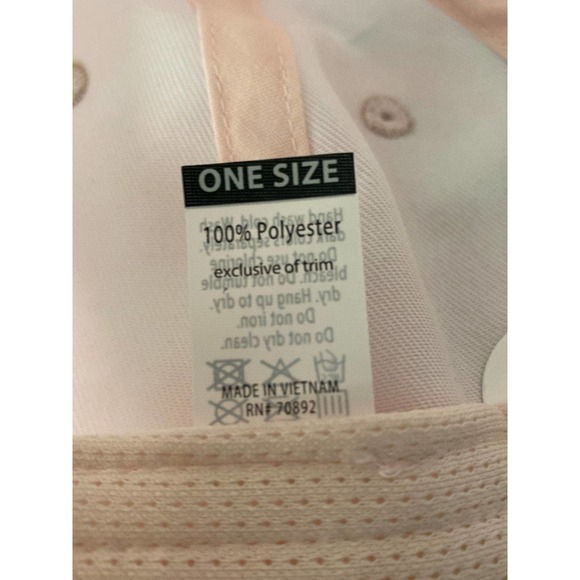 ONE SIZE
100% Polyester
exclusive of trim
MADE IN VIETNAM
RN# 70892
Hand wash cold. Wash
dark colors separately.
Do not use chlorine
bleach. Do not tumble
dry. Hang up to dry.
Do not iron.
Do not dry clean.